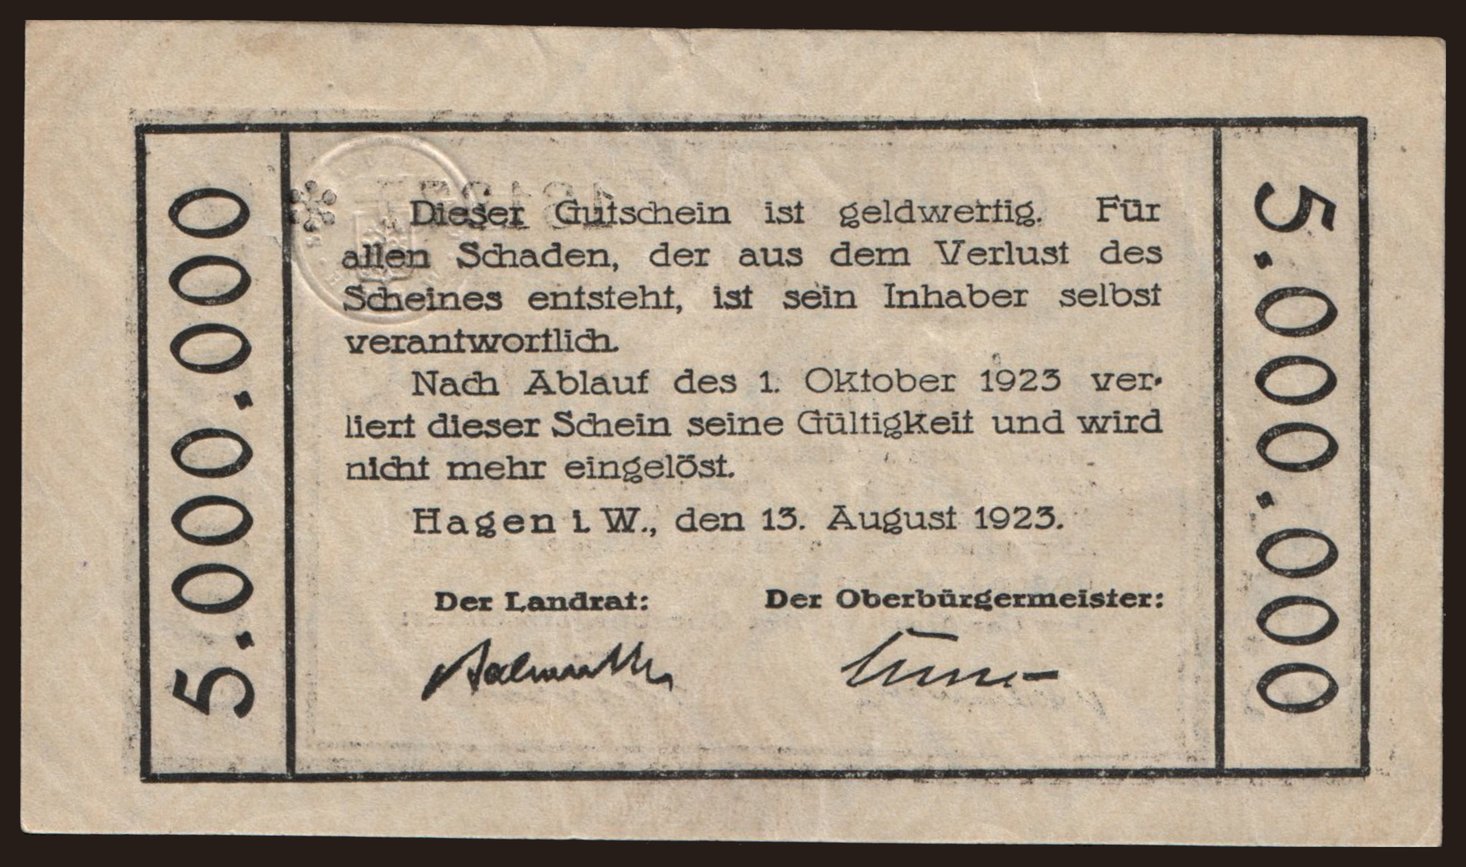 5.000.000
Dieser Gutschein ist geldwertig. Für
allen Schaden, der aus dem Verlust des
Scheines entsteht, ist sein Inhaber selbst
verantwortlich.
Nach Ablauf des 1. Oktober 1923 ver-
liert dieser Schein seine Gültigkeit und wird
nicht mehr eingelöst.
Hagen i. W., den 13. August 1923.
Der Landrat: Der Oberbürgermeister:
5.000.000